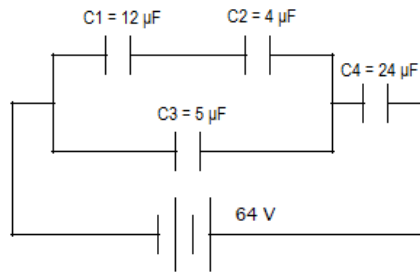 C1 = 12 µF
C2 = 4 µF
C4 = 24 µF
C3 = 5 µF
64 V